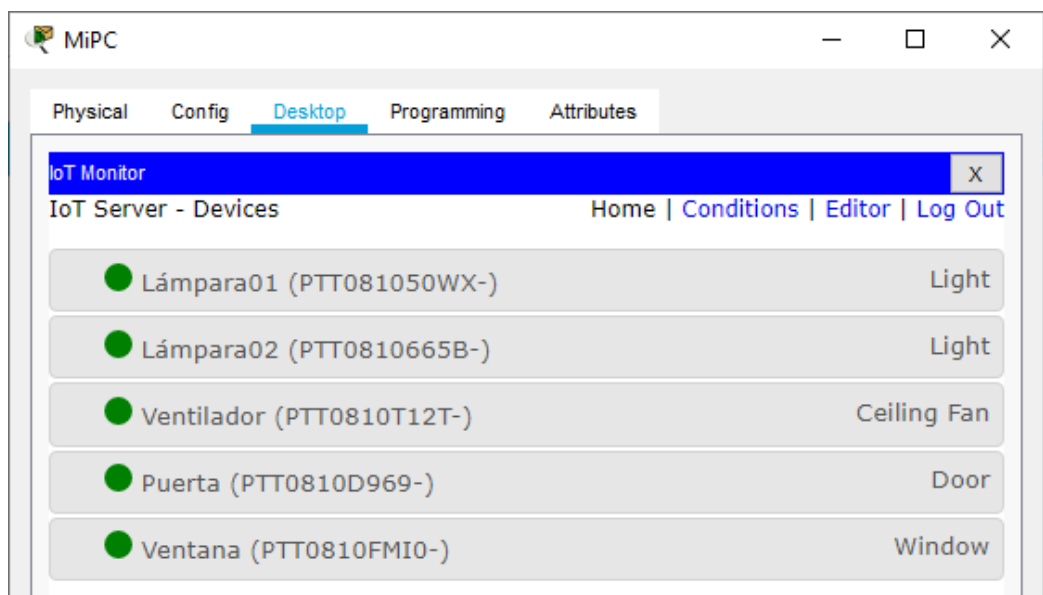 MiPC
Physical Config Desktop Programming Attributes
IoT Monitor X
IoT Server - Devices Home | Conditions | Editor | Log Out
Lámpara01 (PTT081050WX-) Light
Lámpara02 (PTT0810665B-) Light
Ventilador (PTT0810T12T-) Ceiling Fan
Puerta (PTT0810D969-) Door
Ventana (PTT0810FMI0-) Window